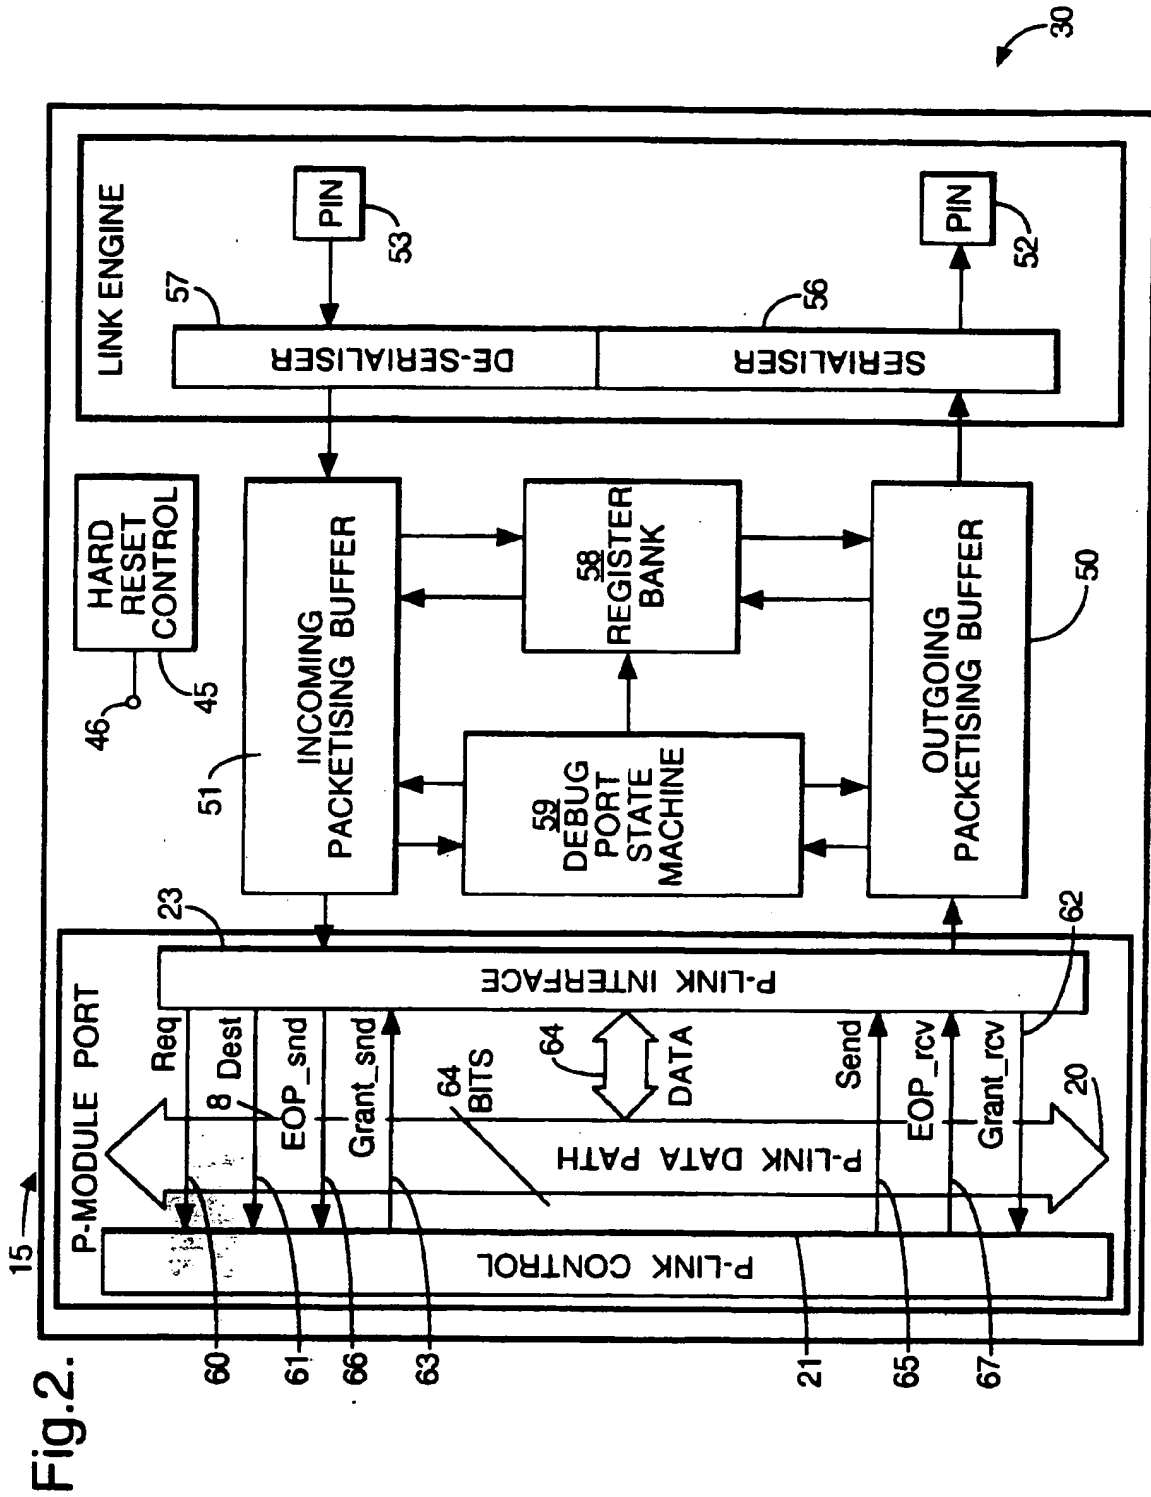 Fig.2.
15
30
P-MODULE PORT
LINK ENGINE
HARD
RESET
CONTROL
46
45
23
51
57
53
PIN
60
61
66
63
Req
Dest
8
EOP_snd
Grant_snd
64
BITS
INCOMING
PACKETISING BUFFER
DE-SERIALISER
P-LINK CONTROL
P-LINK DATA PATH
64
DATA
P-LINK INTERFACE
59
DEBUG
PORT
STATE
MACHINE
58
REGISTER
BANK
SERIALISER
56
21
65
67
Send
EOP_rcv
Grant_rcv
20
62
OUTGOING
PACKETISING BUFFER
50
PIN
52